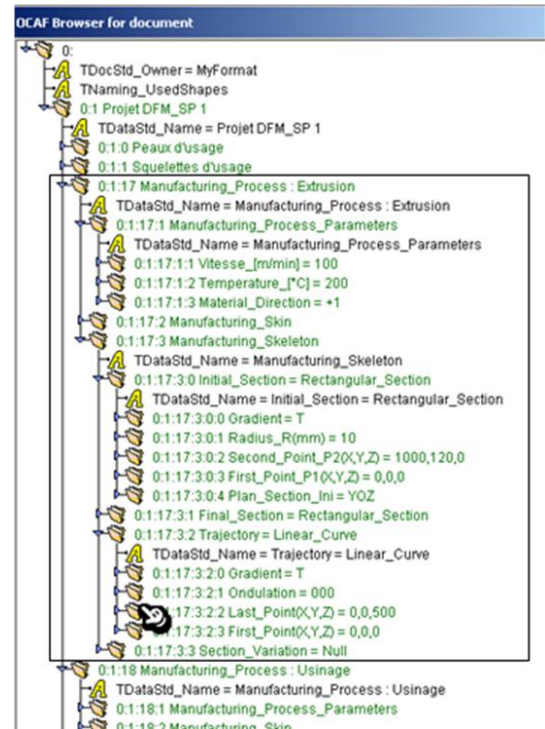 OCAF Browser for document
0:
TDocStd_Owner = MyFormat
TNaming_UsedShapes
0:1 Projet DFM_SP 1
TDataStd_Name = Projet DFM_SP 1
0:1:0 Peaux d'usage
0:1:1 Squelettes d'usage
0:1:17 Manufacturing_Process : Extrusion
TDataStd_Name = Manufacturing_Process : Extrusion
0:1:17:1 Manufacturing_Process_Parameters
TDataStd_Name = Manufacturing_Process_Parameters
0:1:17:1:1 Vitesse_[m/min] = 100
0:1:17:1:2 Temperature_[°C] = 200
0:1:17:1:3 Material_Direction = +1
0:1:17:2 Manufacturing_Skin
0:1:17:3 Manufacturing_Skeleton
TDataStd_Name = Manufacturing_Skeleton
0:1:17:3:0 Initial_Section = Rectangular_Section
TDataStd_Name = Initial_Section = Rectangular_Section
0:1:17:3:0:0 Gradient = T
0:1:17:3:0:1 Radius_R(mm) = 10
0:1:17:3:0:2 Second_Point_P2(X,Y,Z) = 1000,120,0
0:1:17:3:0:3 First_Point_P1(X,Y,Z) = 0,0,0
0:1:17:3:0:4 Plan_Section_Ini = YOZ
0:1:17:3:1 Final_Section = Rectangular_Section
0:1:17:3:2 Trajectory = Linear_Curve
TDataStd_Name = Trajectory = Linear_Curve
0:1:17:3:2:0 Gradient = T
0:1:17:3:2:1 Ondulation = 000
:17:3:2:2 Last_Point(X,Y,Z) = 0,0,500
:17:3:2:3 First_Point(X,Y,Z) = 0,0,0
0:1:17:3:3 Section_Variation = Null
0:1:18 Manufacturing_Process : Usinage
TDataStd_Name = Manufacturing_Process : Usinage
0:1:18:1 Manufacturing_Process_Parameters
0:1:18:2 Manufacturing_Skin